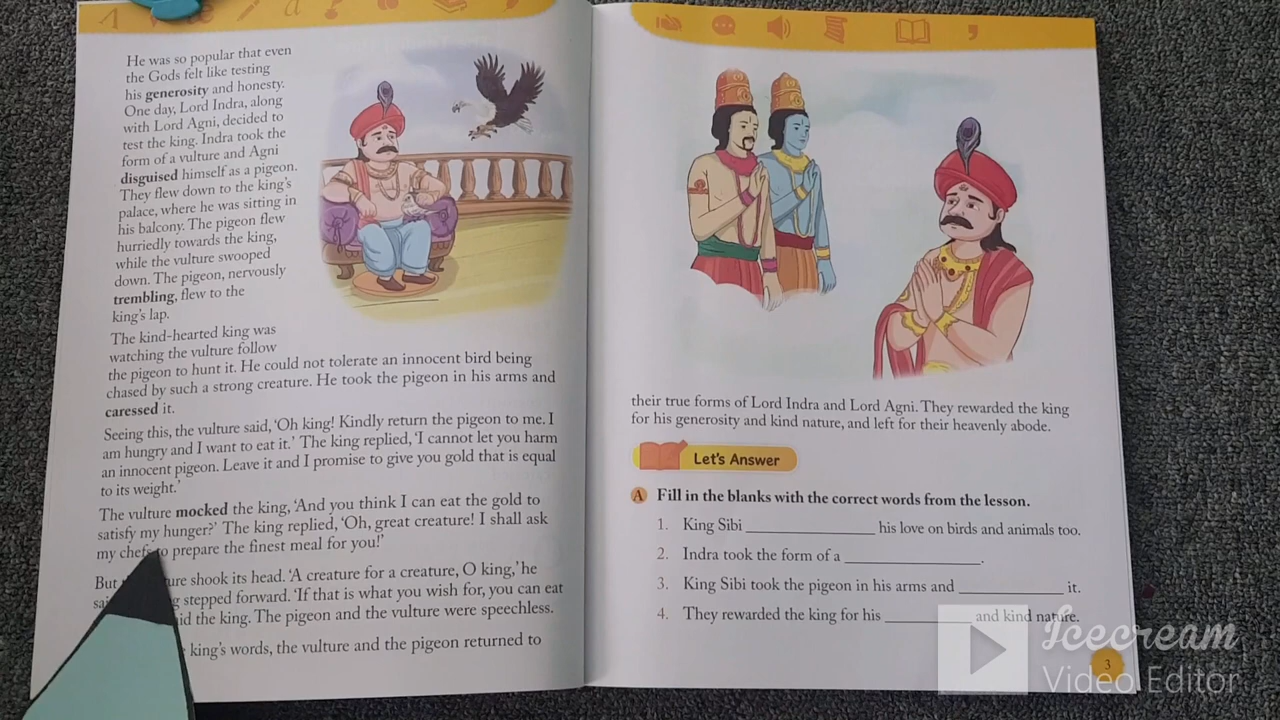 He was so popular that even
the Gods felt like testing
his generosity and honesty.
One day, Lord Indra, along
with Lord Agni, decided to
test the king. Indra took the
form of a vulture and Agni
disguised himself as a pigeon.
They flew down to the king's
palace, where he was sitting in
his balcony. The pigeon flew
hurriedly towards the king,
while the vulture swooped
down. The pigeon, nervously
trembling, flew to the
king's lap.
The kind-hearted king was
watching the vulture follow
the pigeon to hunt it. He could not tolerate an innocent bird being
chased by such a strong creature. He took the pigeon in his arms and
caressed it.
Seeing this, the vulture said, 'Oh king! Kindly return the pigeon to me. I
am hungry and I want to eat it.' The king replied, 'I cannot let you harm
an innocent pigeon. Leave it and I promise to give you gold that is equal
to its weight.'
The vulture mocked the king, 'And you think I can eat the gold to
satisfy my hunger?' The king replied, 'Oh, great creature! I shall ask
my chefs to prepare the finest meal for you!'
But shook its head. 'A creature for a creature, O king,' he
stepped forward. 'If that is what you wish for, you can eat
the king. The pigeon and the vulture were speechless.
king's words, the vulture and the pigeon returned to
their true forms of Lord Indra and Lord Agni. They rewarded the king
for his generosity and kind nature, and left for their heavenly abode.
Let's Answer
A Fill in the blanks with the correct words from the lesson.
1. King Sibi ______________ his love on birds and animals too.
2. Indra took the form of a ______________.
3. King Sibi took the pigeon in his arms and ___________ it.
4. They rewarded the king for his _________ and kind nature.
3
Icecream
Video Editor